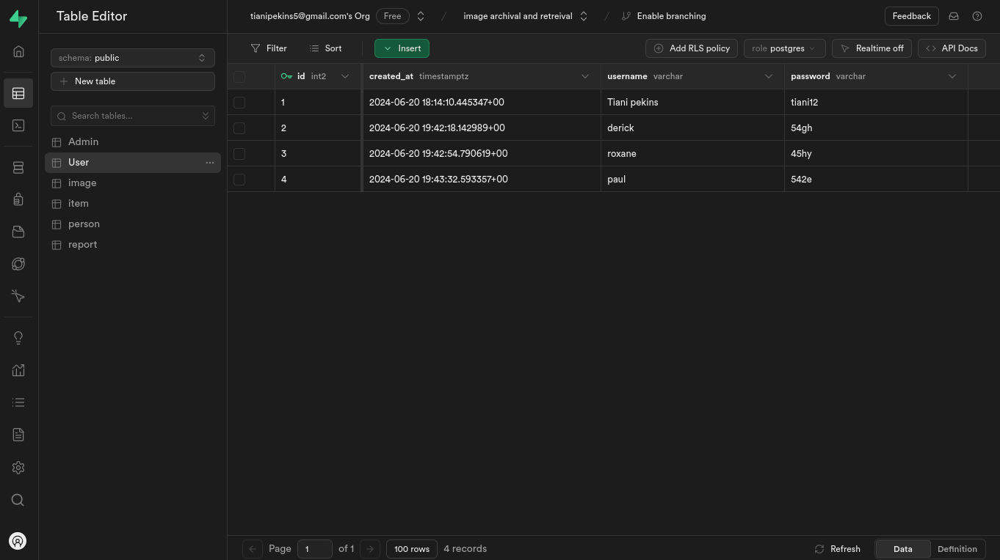 Table Editor
tianipekins5@gmail.com's Org Free / image archival and retreival / Enable branching
Feedback
schema: public
New table
Search tables...
Admin
User
image
item
person
report
Filter Sort Insert Add RLS policy role postgres Realtime off API Docs
id int2 created_at timestamptz username varchar password varchar
1 2024-06-20 18:14:10.445347+00 Tiani pekins tiani12
2 2024-06-20 19:42:18.142989+00 derick 54gh
3 2024-06-20 19:42:54.790619+00 roxane 45hy
4 2024-06-20 19:43:32.593357+00 paul 542e
Page 1 of 1 100 rows 4 records Refresh Data Definition